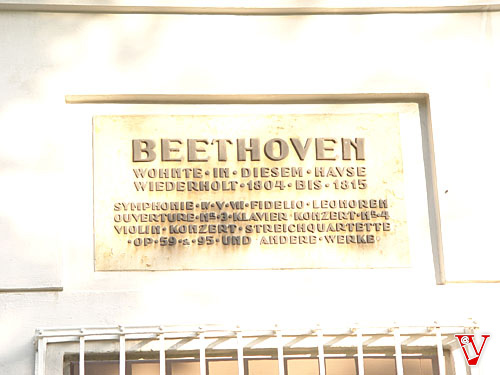 BEETHOVEN
WOHNTE·IN·DIESEM·HAVSE
WIEDERHOLT·1804·BIS·1815
SYMPHONIE·IV·V·VII·FIDELIO·LEONOREN
OUVERTURE·No·3·KLAVIER·KONZERT·No·4
VIOLIN·KONZERT·STREICHQUARTETTE
·OP·59 & 95·UND·ANDERE·WERKE·
@
V